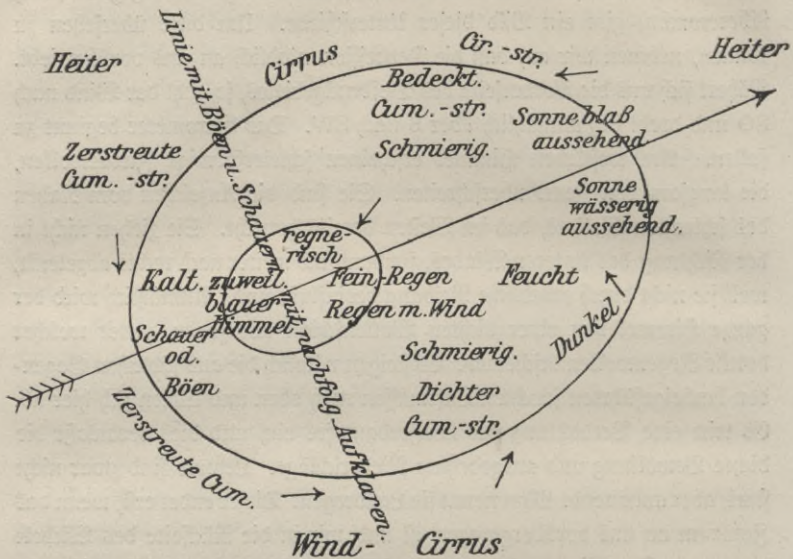 Heiter
Cirrus
Cir.-str.
Heiter
Linie mit Böen u. Schauern, mit nachfolg. Aufklaren.
Bedeckt.
Cum.-str.
Schmierig.
Sonne blaß
aussehend
Zerstreute
Cum.-str.
Sonne
wässerig
aussehend.
regne-
risch
Kalt.
zuweil.
blauer
Himmel
Fein-Regen
Feucht
Regen m. Wind
Dunkel
Schauer
od.
Böen
Schmierig.
Dichter
Cum-str.
Zerstreute Cum.
Wind- Cirrus